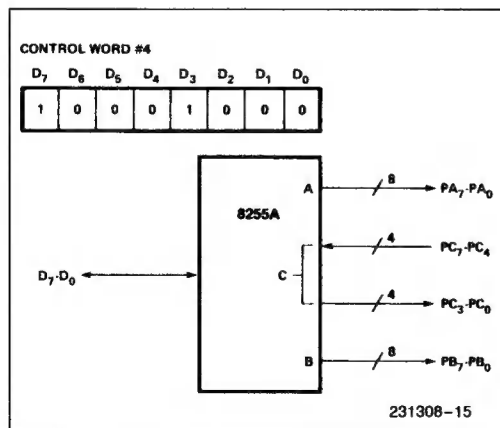 CONTROL WORD #4
D7 D6 D5 D4 D3 D2 D1 D0
1 0 0 0 1 0 0 0
8255A
A
8
PA7-PA0
4
PC7-PC4
D7-D0
C
4
PC3-PC0
B
8
PB7-PB0
231308-15